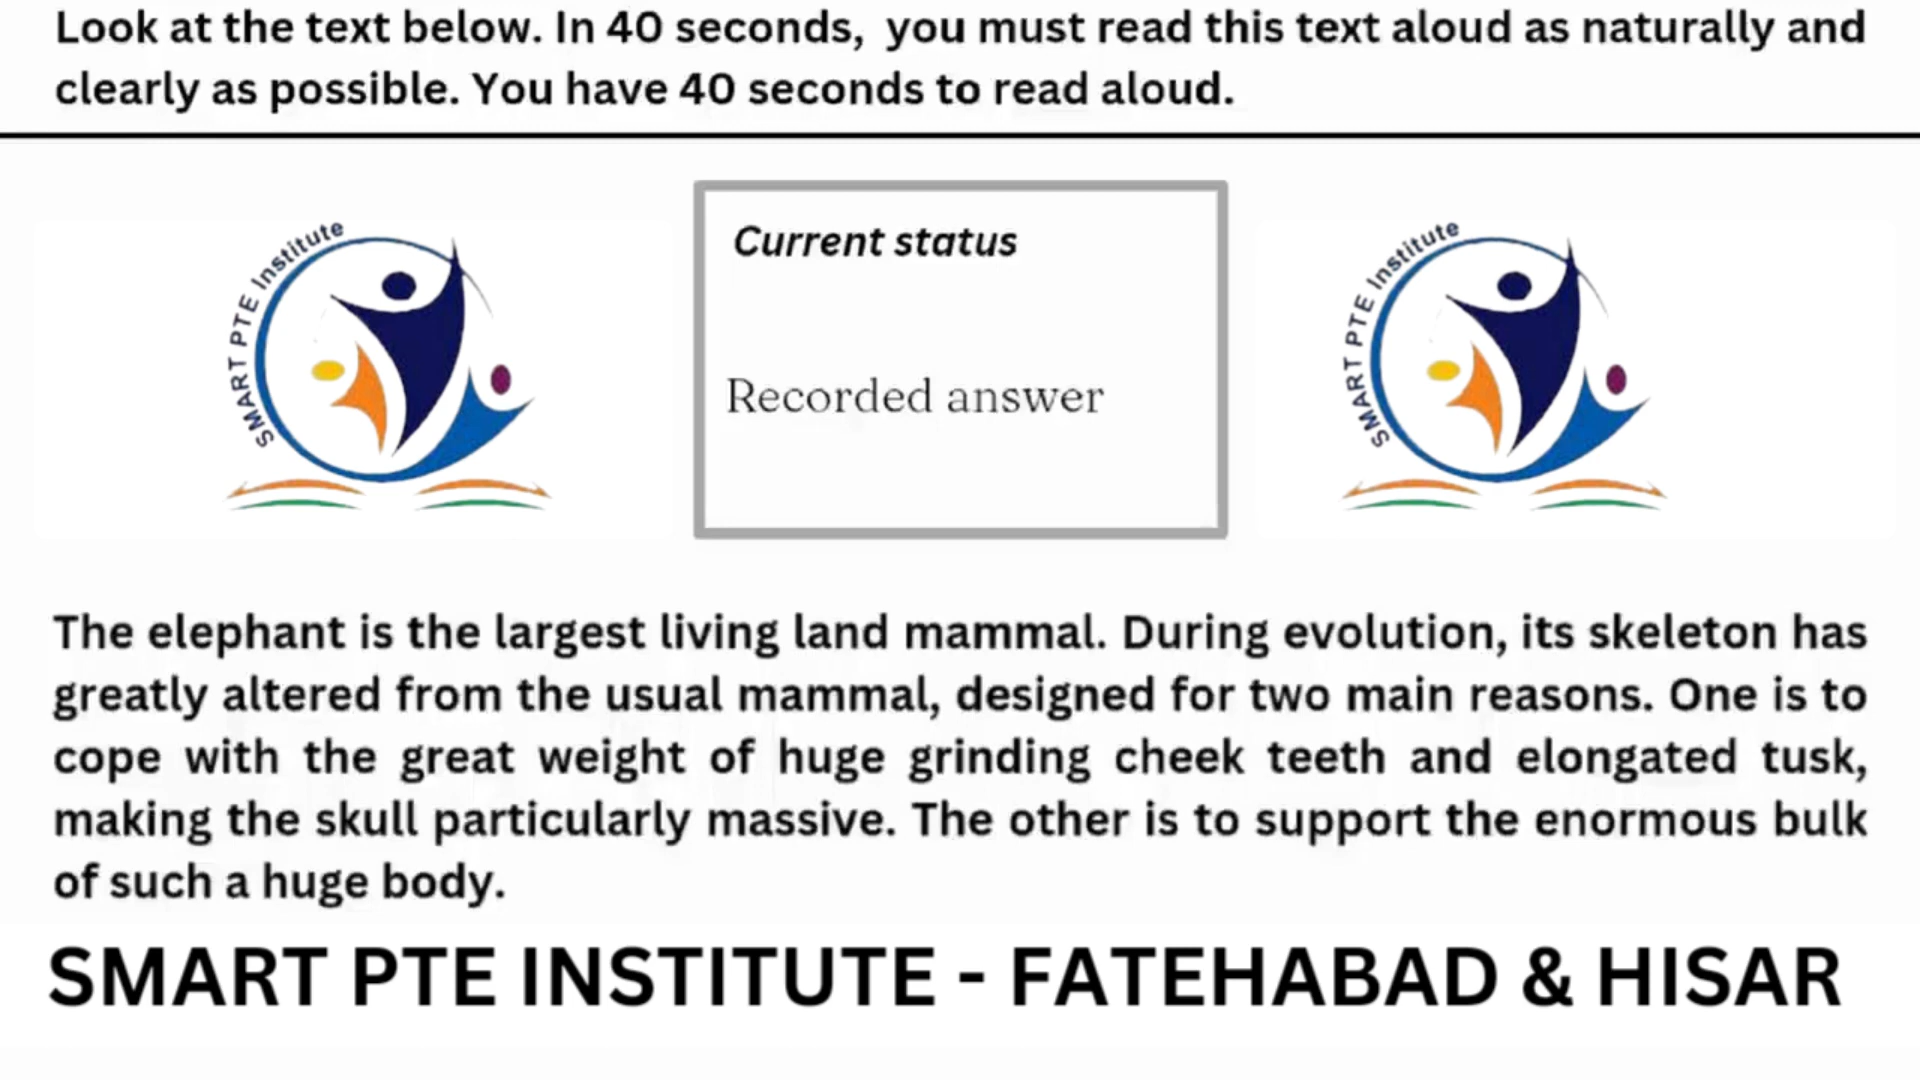 Look at the text below. In 40 seconds, you must read this text aloud as naturally and
clearly as possible. You have 40 seconds to read aloud.
SMART PTE Institute
Current status
Recorded answer
SMART PTE Institute
The elephant is the largest living land mammal. During evolution, its skeleton has
greatly altered from the usual mammal, designed for two main reasons. One is to
cope with the great weight of huge grinding cheek teeth and elongated tusk,
making the skull particularly massive. The other is to support the enormous bulk
of such a huge body.
SMART PTE INSTITUTE - FATEHABAD & HISAR